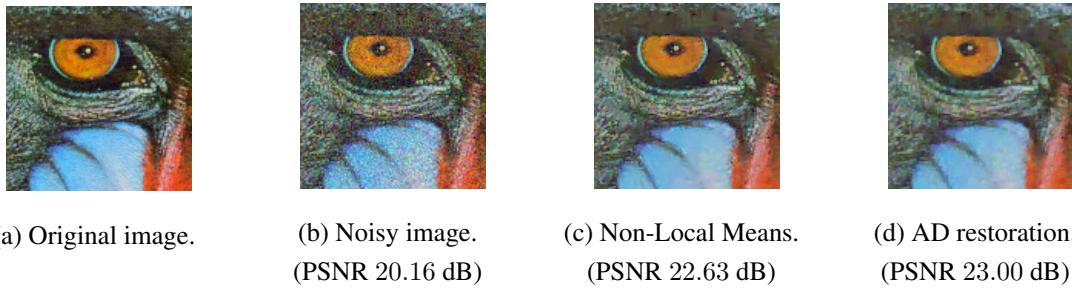 a) Original image.
(b) Noisy image.
(PSNR 20.16 dB)
(c) Non-Local Means.
(PSNR 22.63 dB)
(d) AD restoration.
(PSNR 23.00 dB)